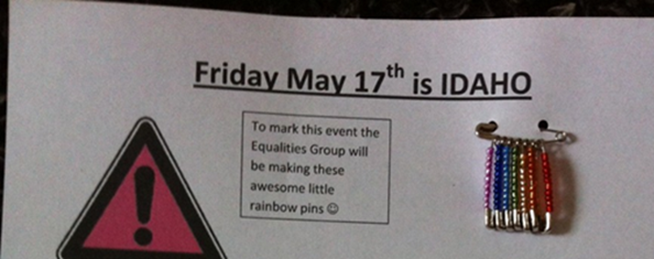 Friday May 17th is IDAHO
To mark this event the
Equalities Group will
be making these
awesome little
rainbow pins ☺
!